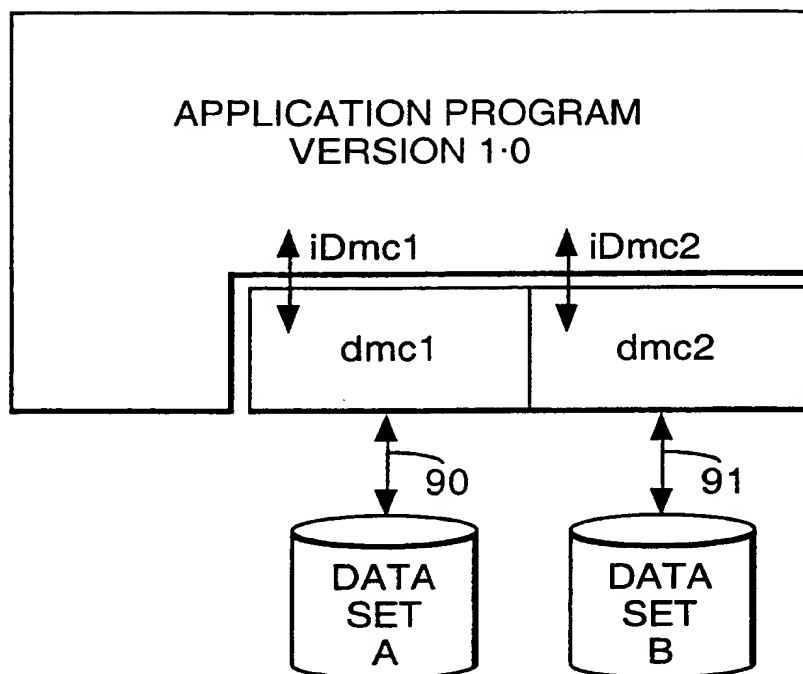 APPLICATION PROGRAM
VERSION 1·0
iDmc1
iDmc2
dmc1
dmc2
90
91
DATA
SET
A
DATA
SET
B